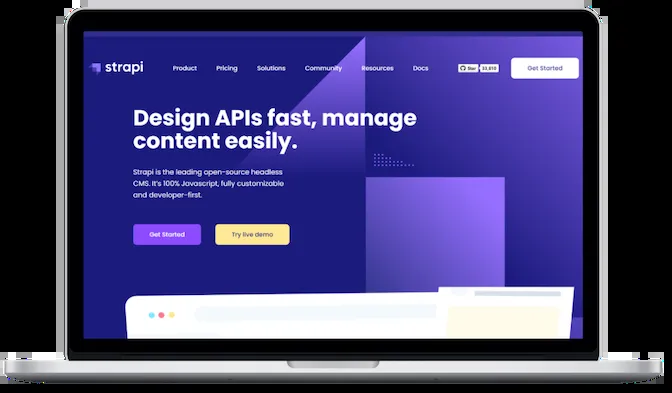 strapi
Product Pricing Solutions Community Resources Docs
Star 33,810
Get Started
Design APIs fast, manage
content easily.
Strapi is the leading open-source headless
CMS. It's 100% Javascript, fully customizable
and developer-first.
Get Started
Try live demo